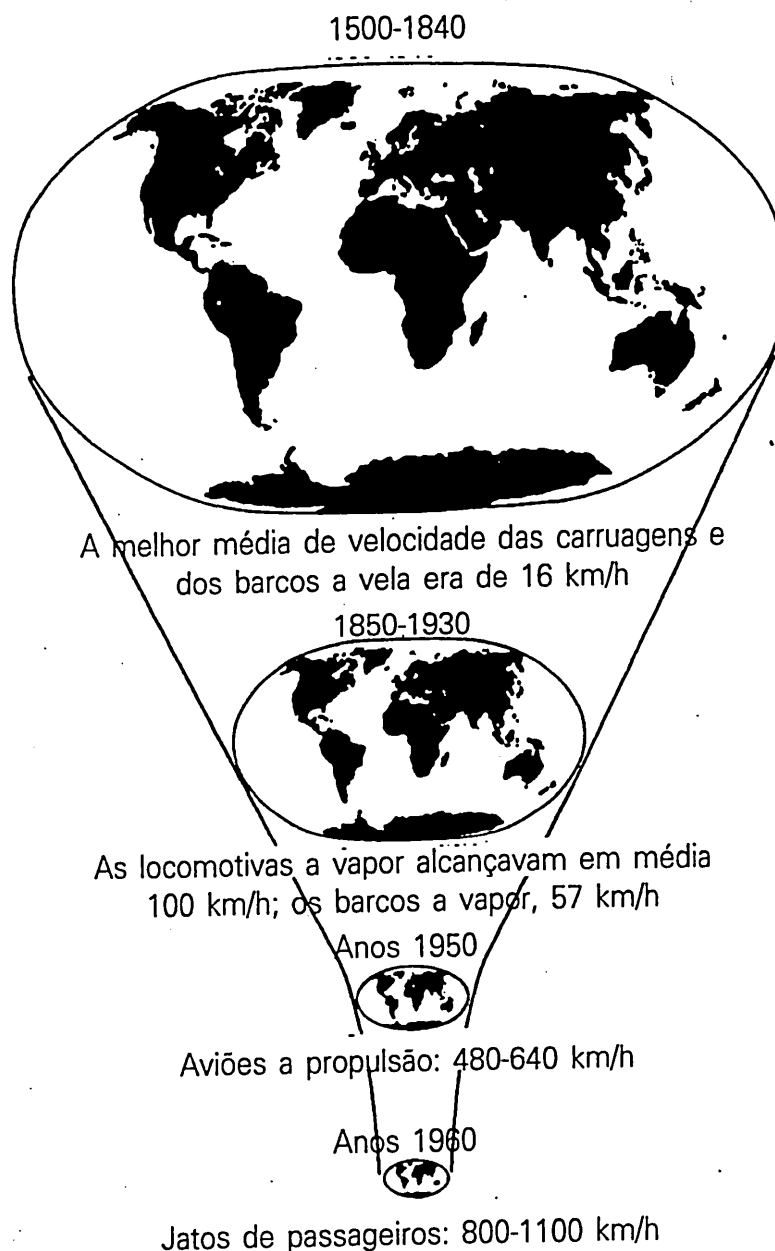 1500-1840
A melhor média de velocidade das carruagens e
dos barcos a vela era de 16 km/h
1850-1930
As locomotivas a vapor alcançavam em média
100 km/h; os barcos a vapor, 57 km/h
Anos 1950
Aviões a propulsão: 480-640 km/h
Anos 1960
Jatos de passageiros: 800-1100 km/h